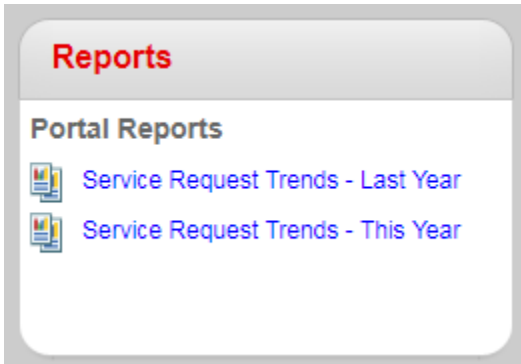 Reports
Portal Reports
Service Request Trends - Last Year
Service Request Trends - This Year